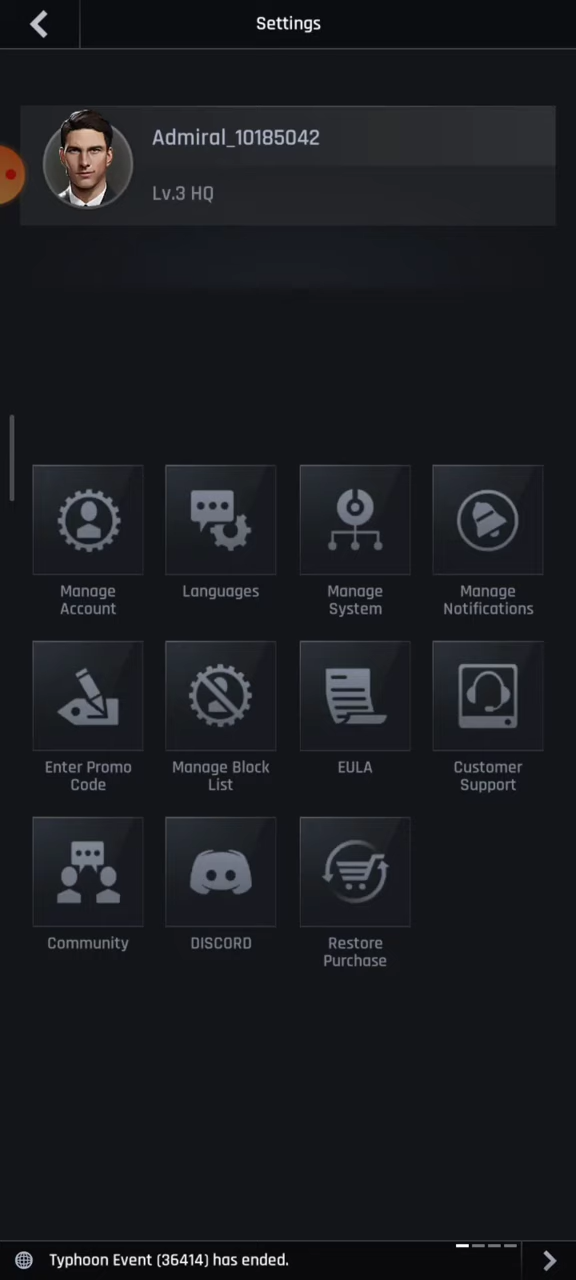 Settings
Admiral_10185042
Lv.3 HQ
Manage
Account
Languages
Manage
System
Manage
Notifications
Enter Promo
Code
Manage Block
List
EULA
Customer
Support
Community
DISCORD
Restore
Purchase
Typhoon Event (36414) has ended.